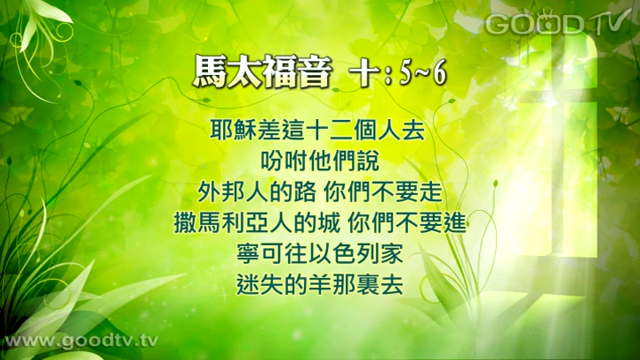 GOOD TV
馬太福音 十:5~6
耶穌差這十二個人去
吩咐他們說
外邦人的路 你們不要走
撒馬利亞人的城 你們不要進
寧可往以色列家
迷失的羊那裏去
www.goodtv.tv